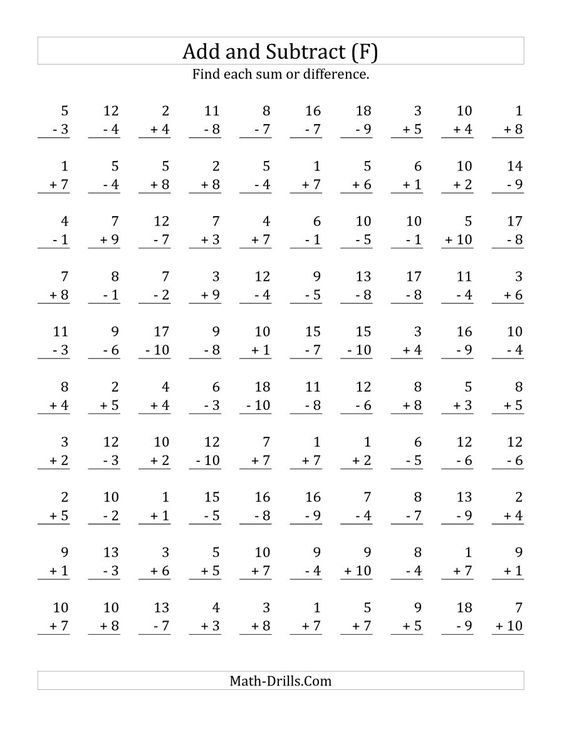 Add and Subtract (F)
Find each sum or difference.
5 12 2 11 8 16 18 3 10 1
- 3 - 4 + 4 - 8 - 7 - 7 - 9 + 5 + 4 + 8
1 5 5 2 5 1 5 6 10 14
+ 7 - 4 + 8 + 8 - 4 + 7 + 6 + 1 + 2 - 9
4 7 12 7 4 6 10 10 5 17
- 1 + 9 - 7 + 3 + 7 - 1 - 5 - 1 + 10 - 8
7 8 7 3 12 9 13 17 11 3
+ 8 - 1 - 2 + 9 - 4 - 5 - 8 - 8 - 4 + 6
11 9 17 9 10 15 15 3 16 10
- 3 - 6 - 10 - 8 + 1 - 7 - 10 + 4 - 9 - 4
8 2 4 6 18 11 12 8 5 8
+ 4 + 5 + 4 - 3 - 10 - 8 - 6 + 8 + 3 + 5
3 12 10 12 7 1 1 6 12 12
+ 2 - 3 + 2 - 10 + 7 + 7 + 2 - 5 - 6 - 6
2 10 1 15 16 16 7 8 13 2
+ 5 - 2 + 1 - 5 - 8 - 9 - 4 - 7 - 9 + 4
9 13 3 5 10 9 9 8 1 9
+ 1 - 3 + 6 + 5 + 7 - 4 + 10 - 4 + 7 + 1
10 10 13 4 3 1 5 9 18 7
+ 7 + 8 - 7 + 3 + 8 + 7 + 7 + 5 - 9 + 10
Math-Drills.Com